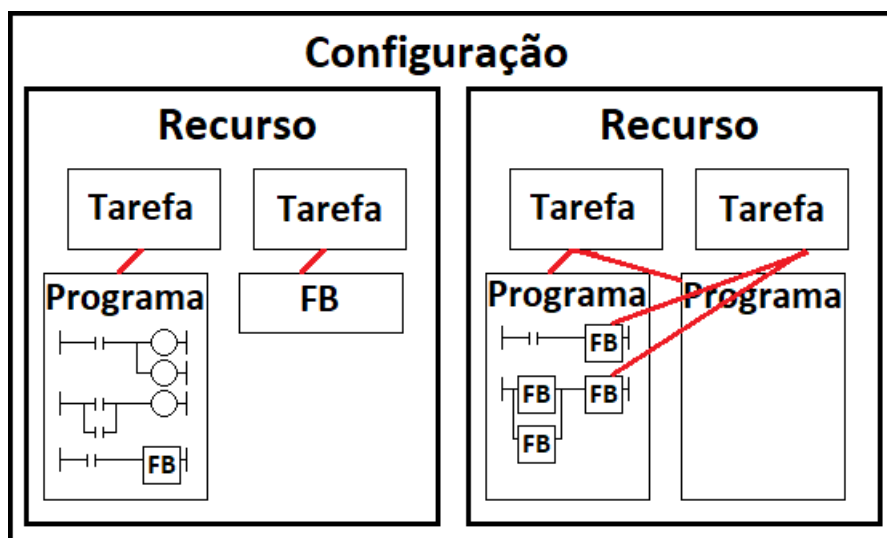 Configuração
Recurso
Tarefa
Tarefa
Programa
FB
FB
Recurso
Tarefa
Tarefa
Programa
Programa
FB
FB
FB
FB